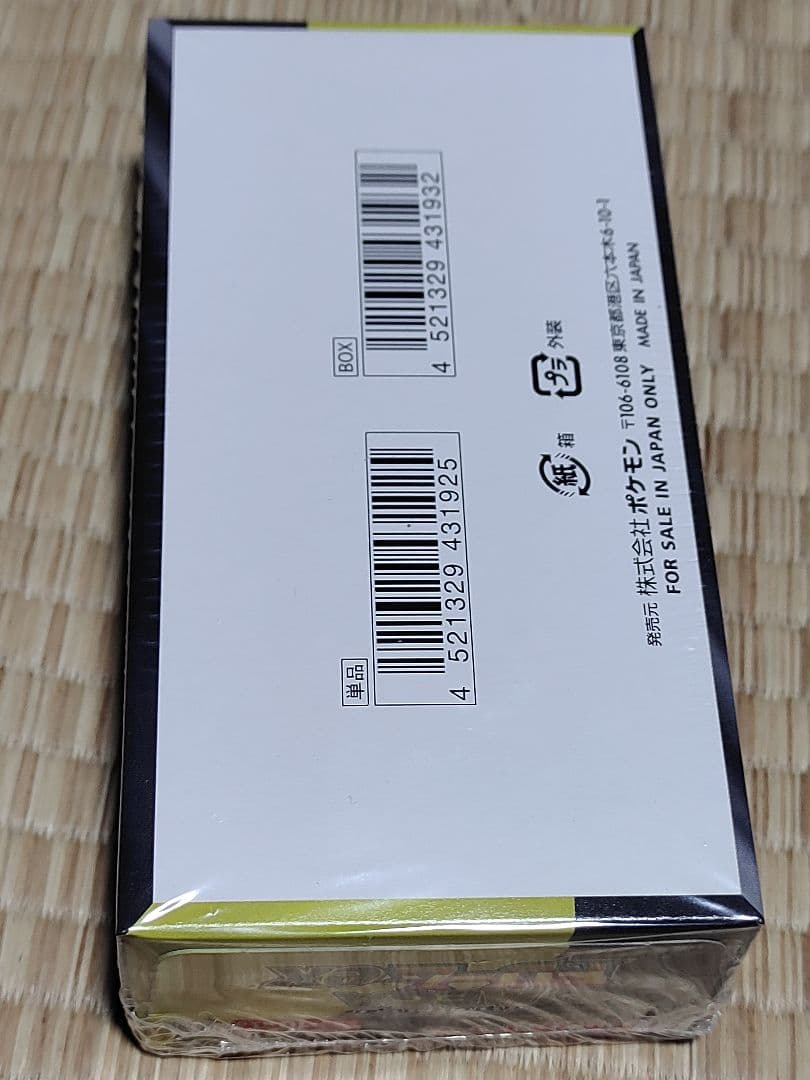 単品
4 521329 431925
BOX
4 521329 431932
紙 箱
プラ 外装
発売元 株式会社 ポケモン 〒106-6108 東京都港区六本木6-10-1
FOR SALE IN JAPAN ONLY MADE IN JAPAN